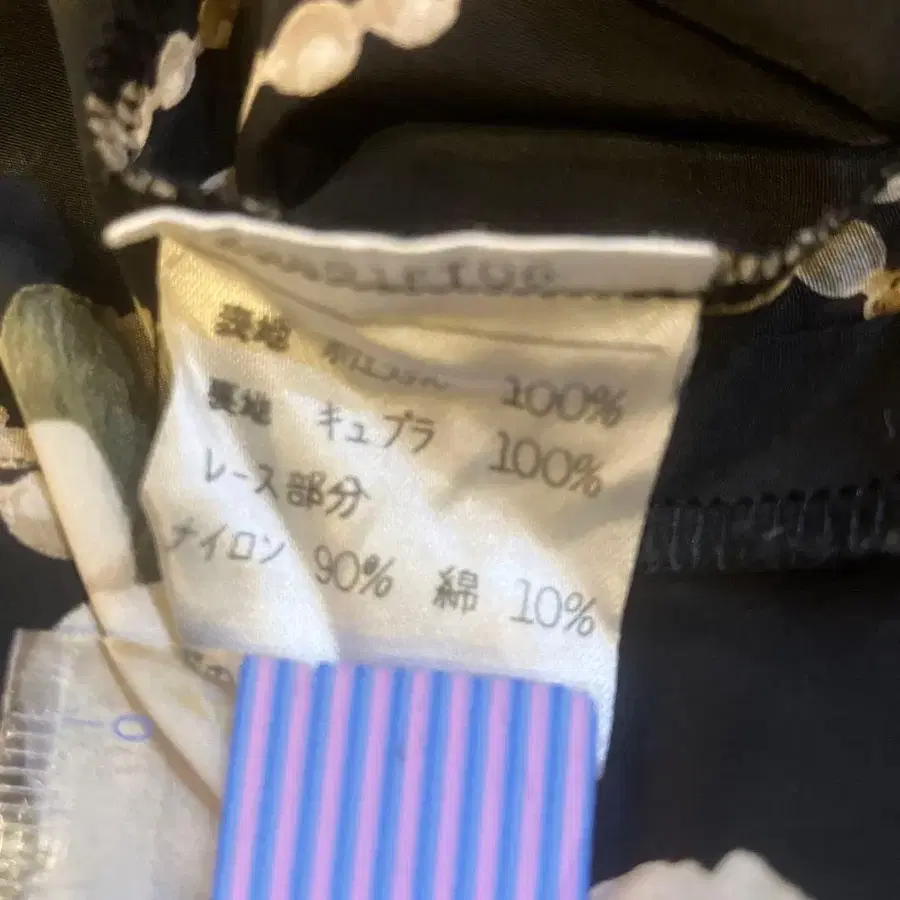 表地 100%
裏地 キュプラ 100%
レース部分
ナイロン 90% 綿 10%